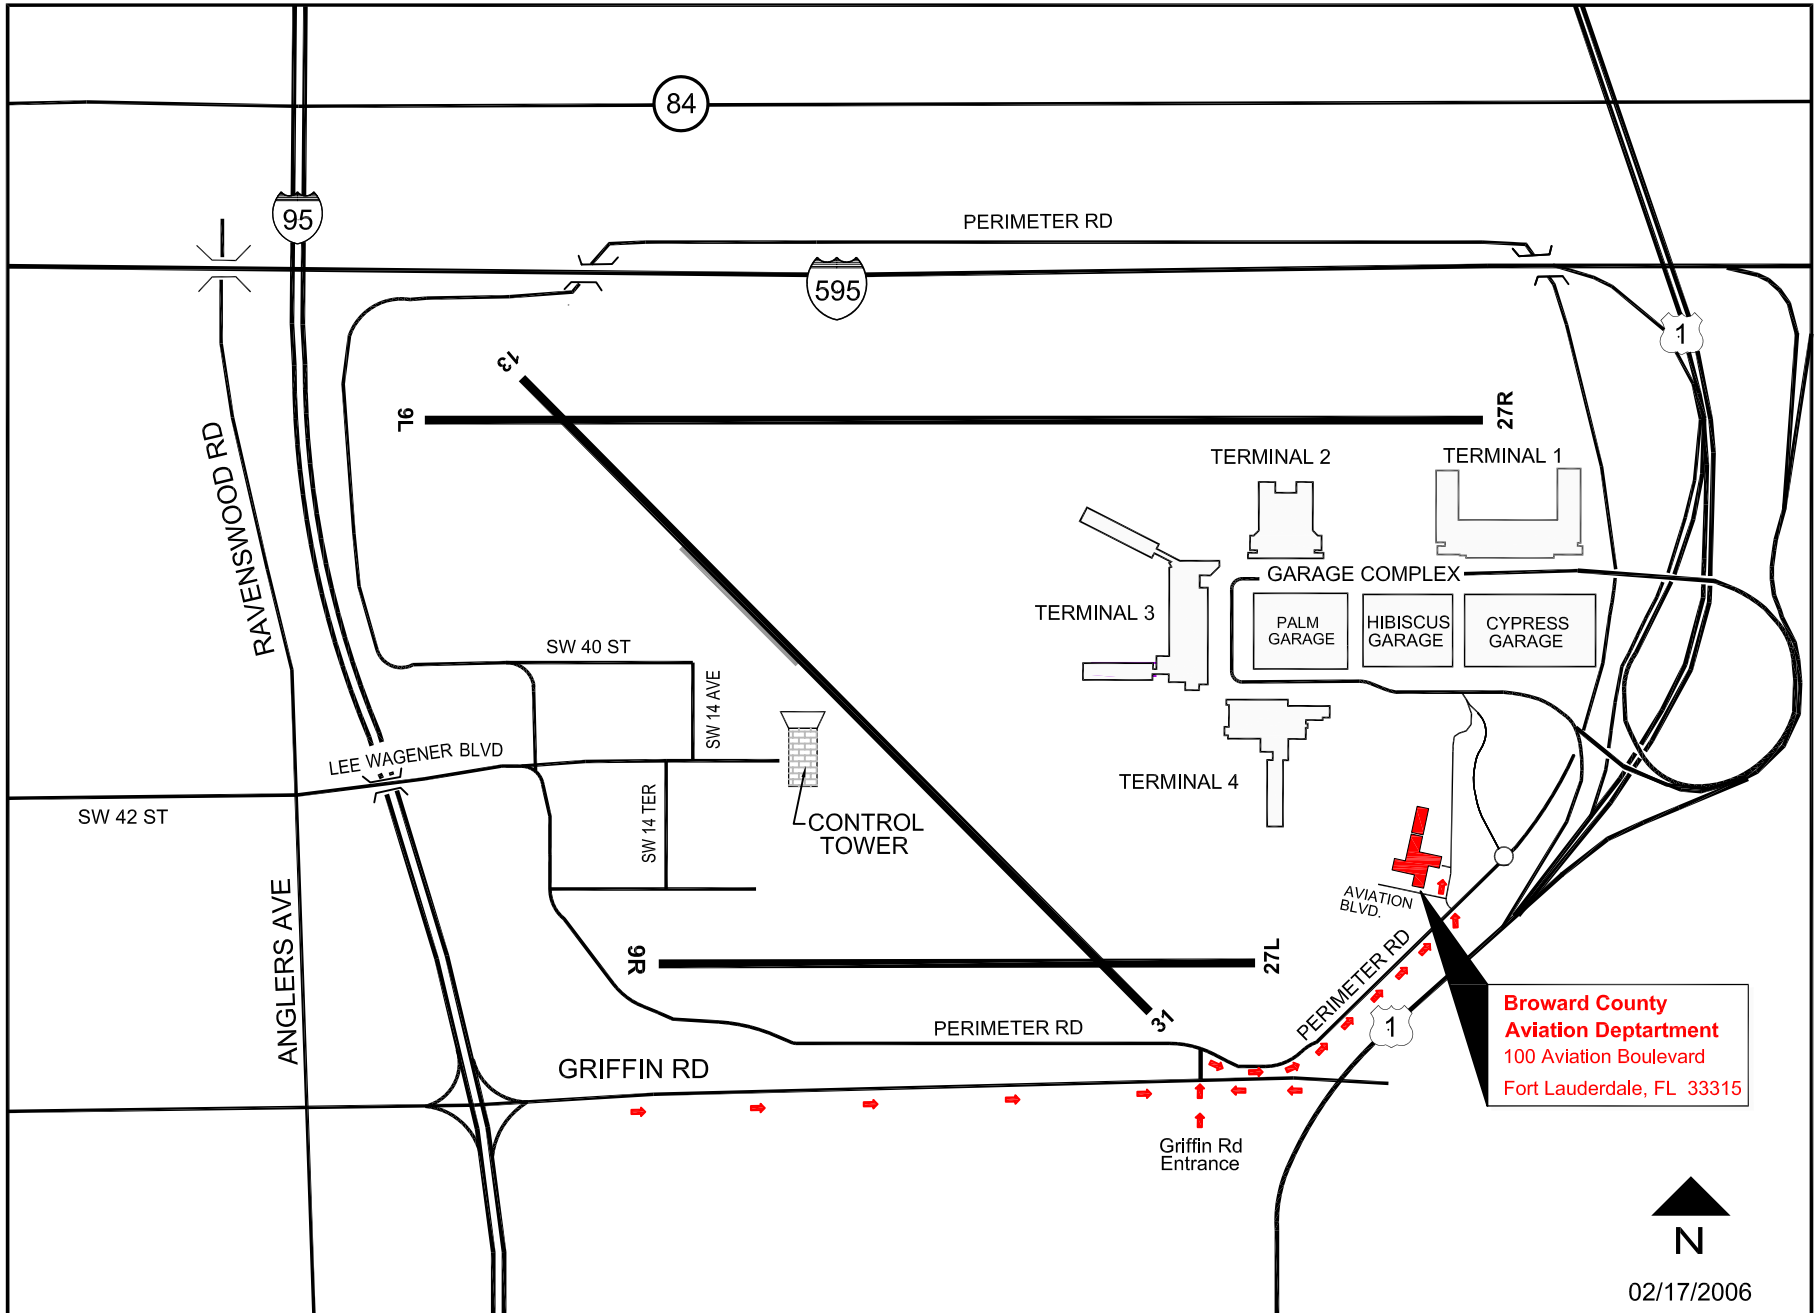 84
95
PERIMETER RD
595
1
13
9L
27R
RAVENSWOOD RD
TERMINAL 2
TERMINAL 1
GARAGE COMPLEX
TERMINAL 3
PALM
GARAGE
HIBISCUS
GARAGE
CYPRESS
GARAGE
SW 40 ST
SW 14 AVE
LEE WAGENER BLVD
TERMINAL 4
SW 42 ST
SW 14 TER
CONTROL
TOWER
ANGLERS AVE
AVIATION
BLVD.
9R
27L
PERIMETER RD
31
PERIMETER RD
1
Broward County
Aviation Deptartment
100 Aviation Boulevard
Fort Lauderdale, FL 33315
GRIFFIN RD
Griffin Rd
Entrance
N
02/17/2006